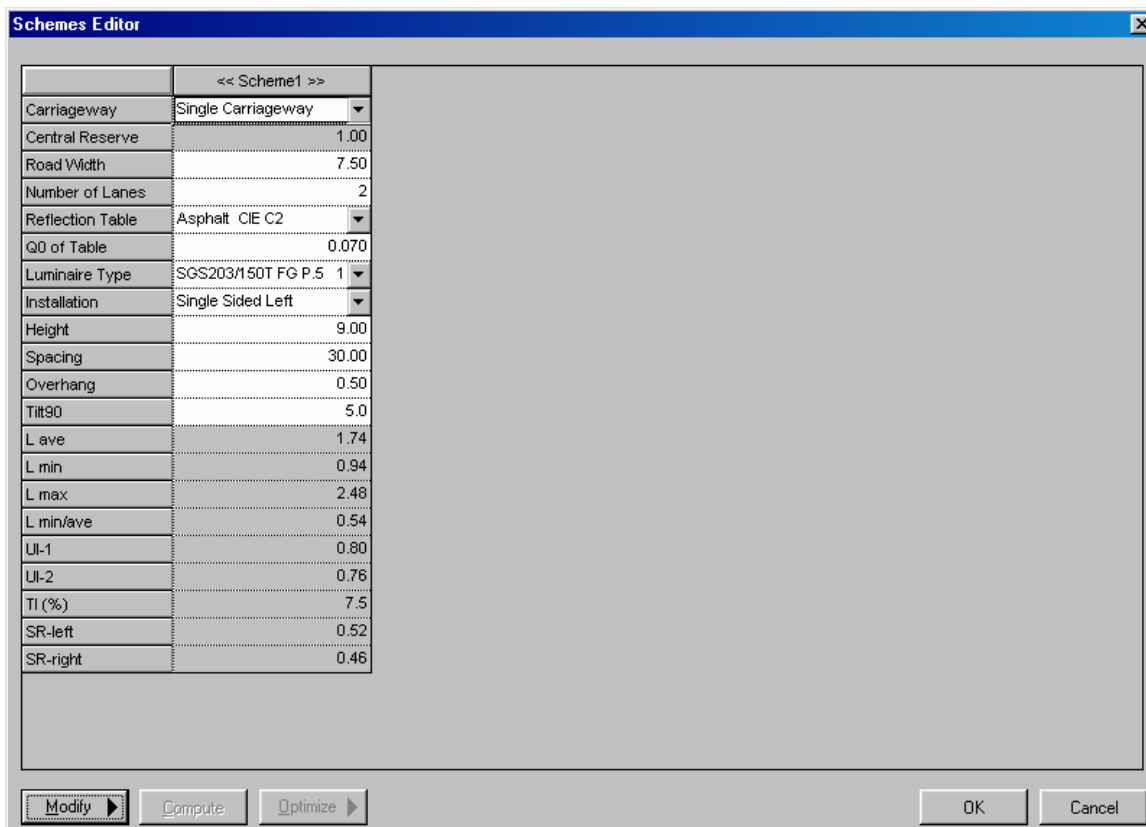 Schemes Editor
<< Scheme1 >>
Carriageway Single Carriageway
Central Reserve 1.00
Road Width 7.50
Number of Lanes 2
Reflection Table Asphalt CIE C2
Q0 of Table 0.070
Luminaire Type SGS203/150T FG P.5 1
Installation Single Sided Left
Height 9.00
Spacing 30.00
Overhang 0.50
Tilt90 5.0
L ave 1.74
L min 0.94
L max 2.48
L min/ave 0.54
UI-1 0.80
UI-2 0.76
TI (%) 7.5
SR-left 0.52
SR-right 0.46
Modify Compute Optimize OK Cancel